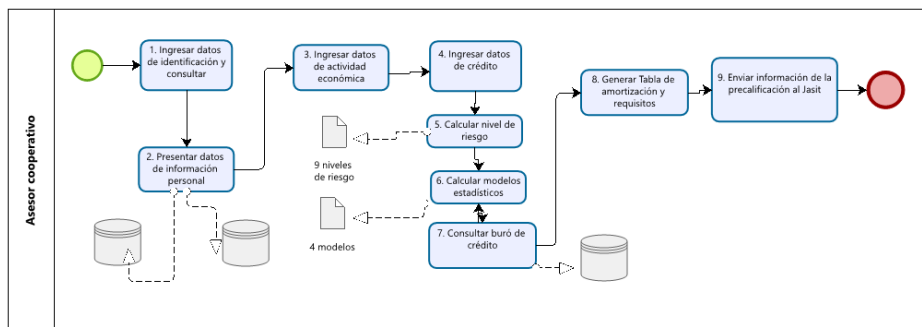 Asesor cooperativo
1. Ingresar datos
de identificación y
consultar
2. Presentar datos
de información
personal
3. Ingresar datos
de actividad
económica
4. Ingresar datos
de crédito
5. Calcular nivel de
riesgo
9 niveles
de riesgo
6. Calcular modelos
estadísticos
4 modelos
7. Consultar buró de
crédito
8. Generar Tabla de
amortización y
requisitos
9. Enviar información de la
precalificación al Jasit